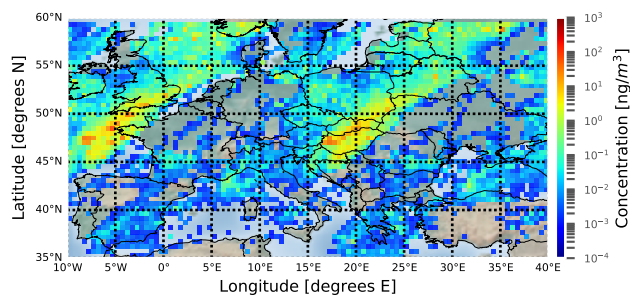 60°N
55°N
50°N
45°N
40°N
35°N
Latitude [degrees N]
10°W 5°W 0° 5°E 10°E 15°E 20°E 25°E 30°E 35°E 40°E
Longitude [degrees E]
10³
10²
10¹
10⁰
10⁻¹
10⁻²
10⁻³
10⁻⁴
Concentration [ng/m³]